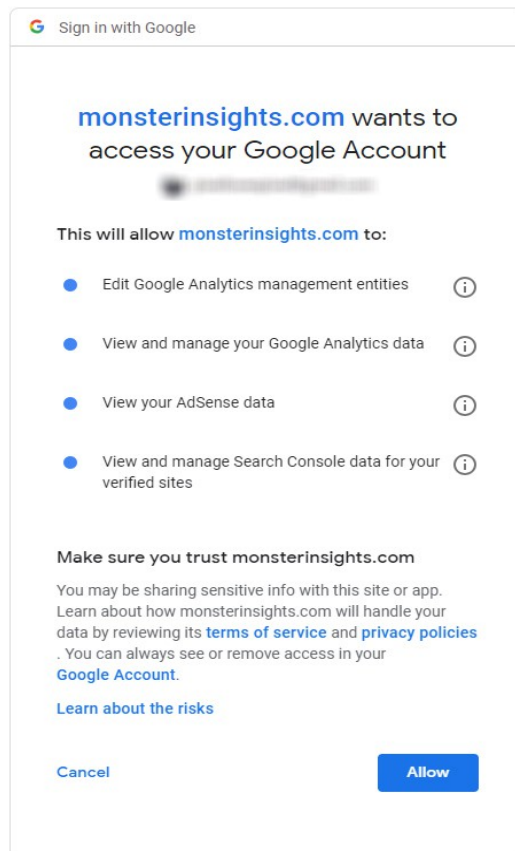 Sign in with Google
monsterinsights.com wants to
access your Google Account
This will allow monsterinsights.com to:
Edit Google Analytics management entities
View and manage your Google Analytics data
View your AdSense data
View and manage Search Console data for your
verified sites
Make sure you trust monsterinsights.com
You may be sharing sensitive info with this site or app.
Learn about how monsterinsights.com will handle your
data by reviewing its terms of service and privacy policies
. You can always see or remove access in your
Google Account.
Learn about the risks
Cancel
Allow